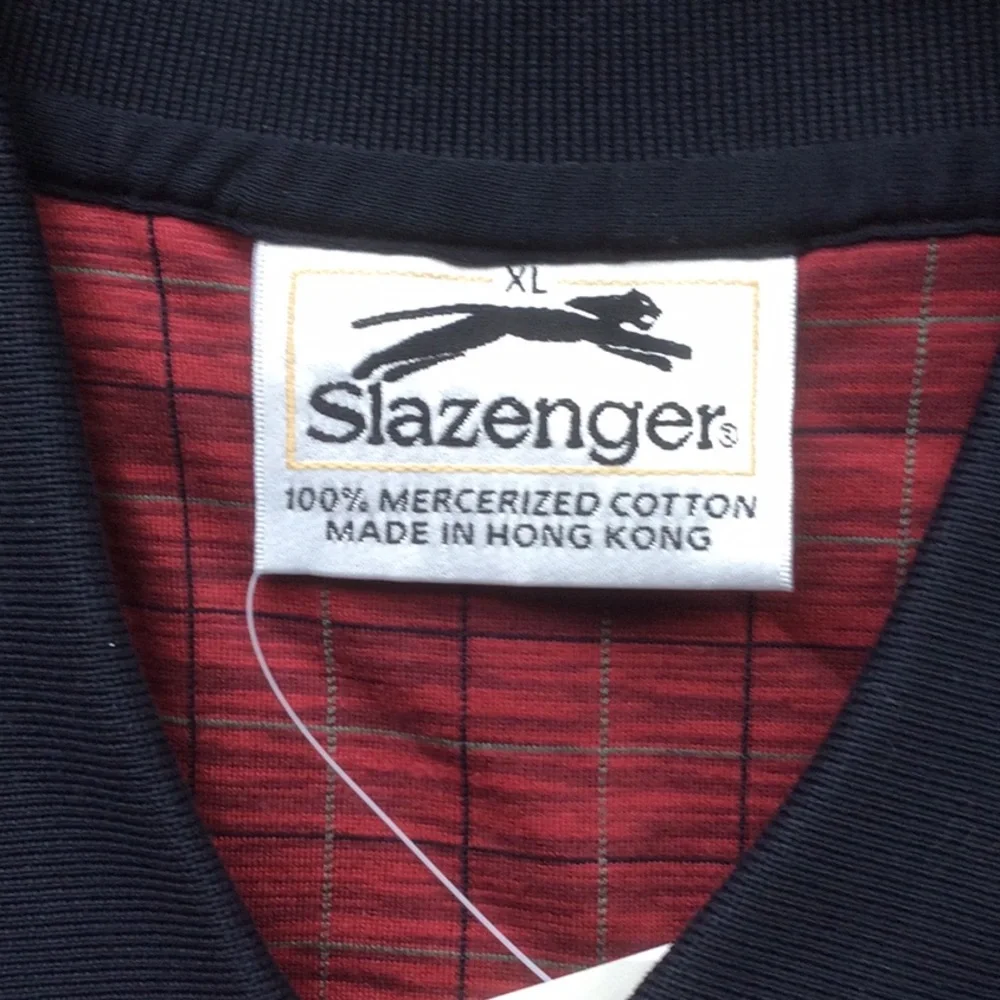 XL
Slazenger®
100% MERCERIZED COTTON
MADE IN HONG KONG